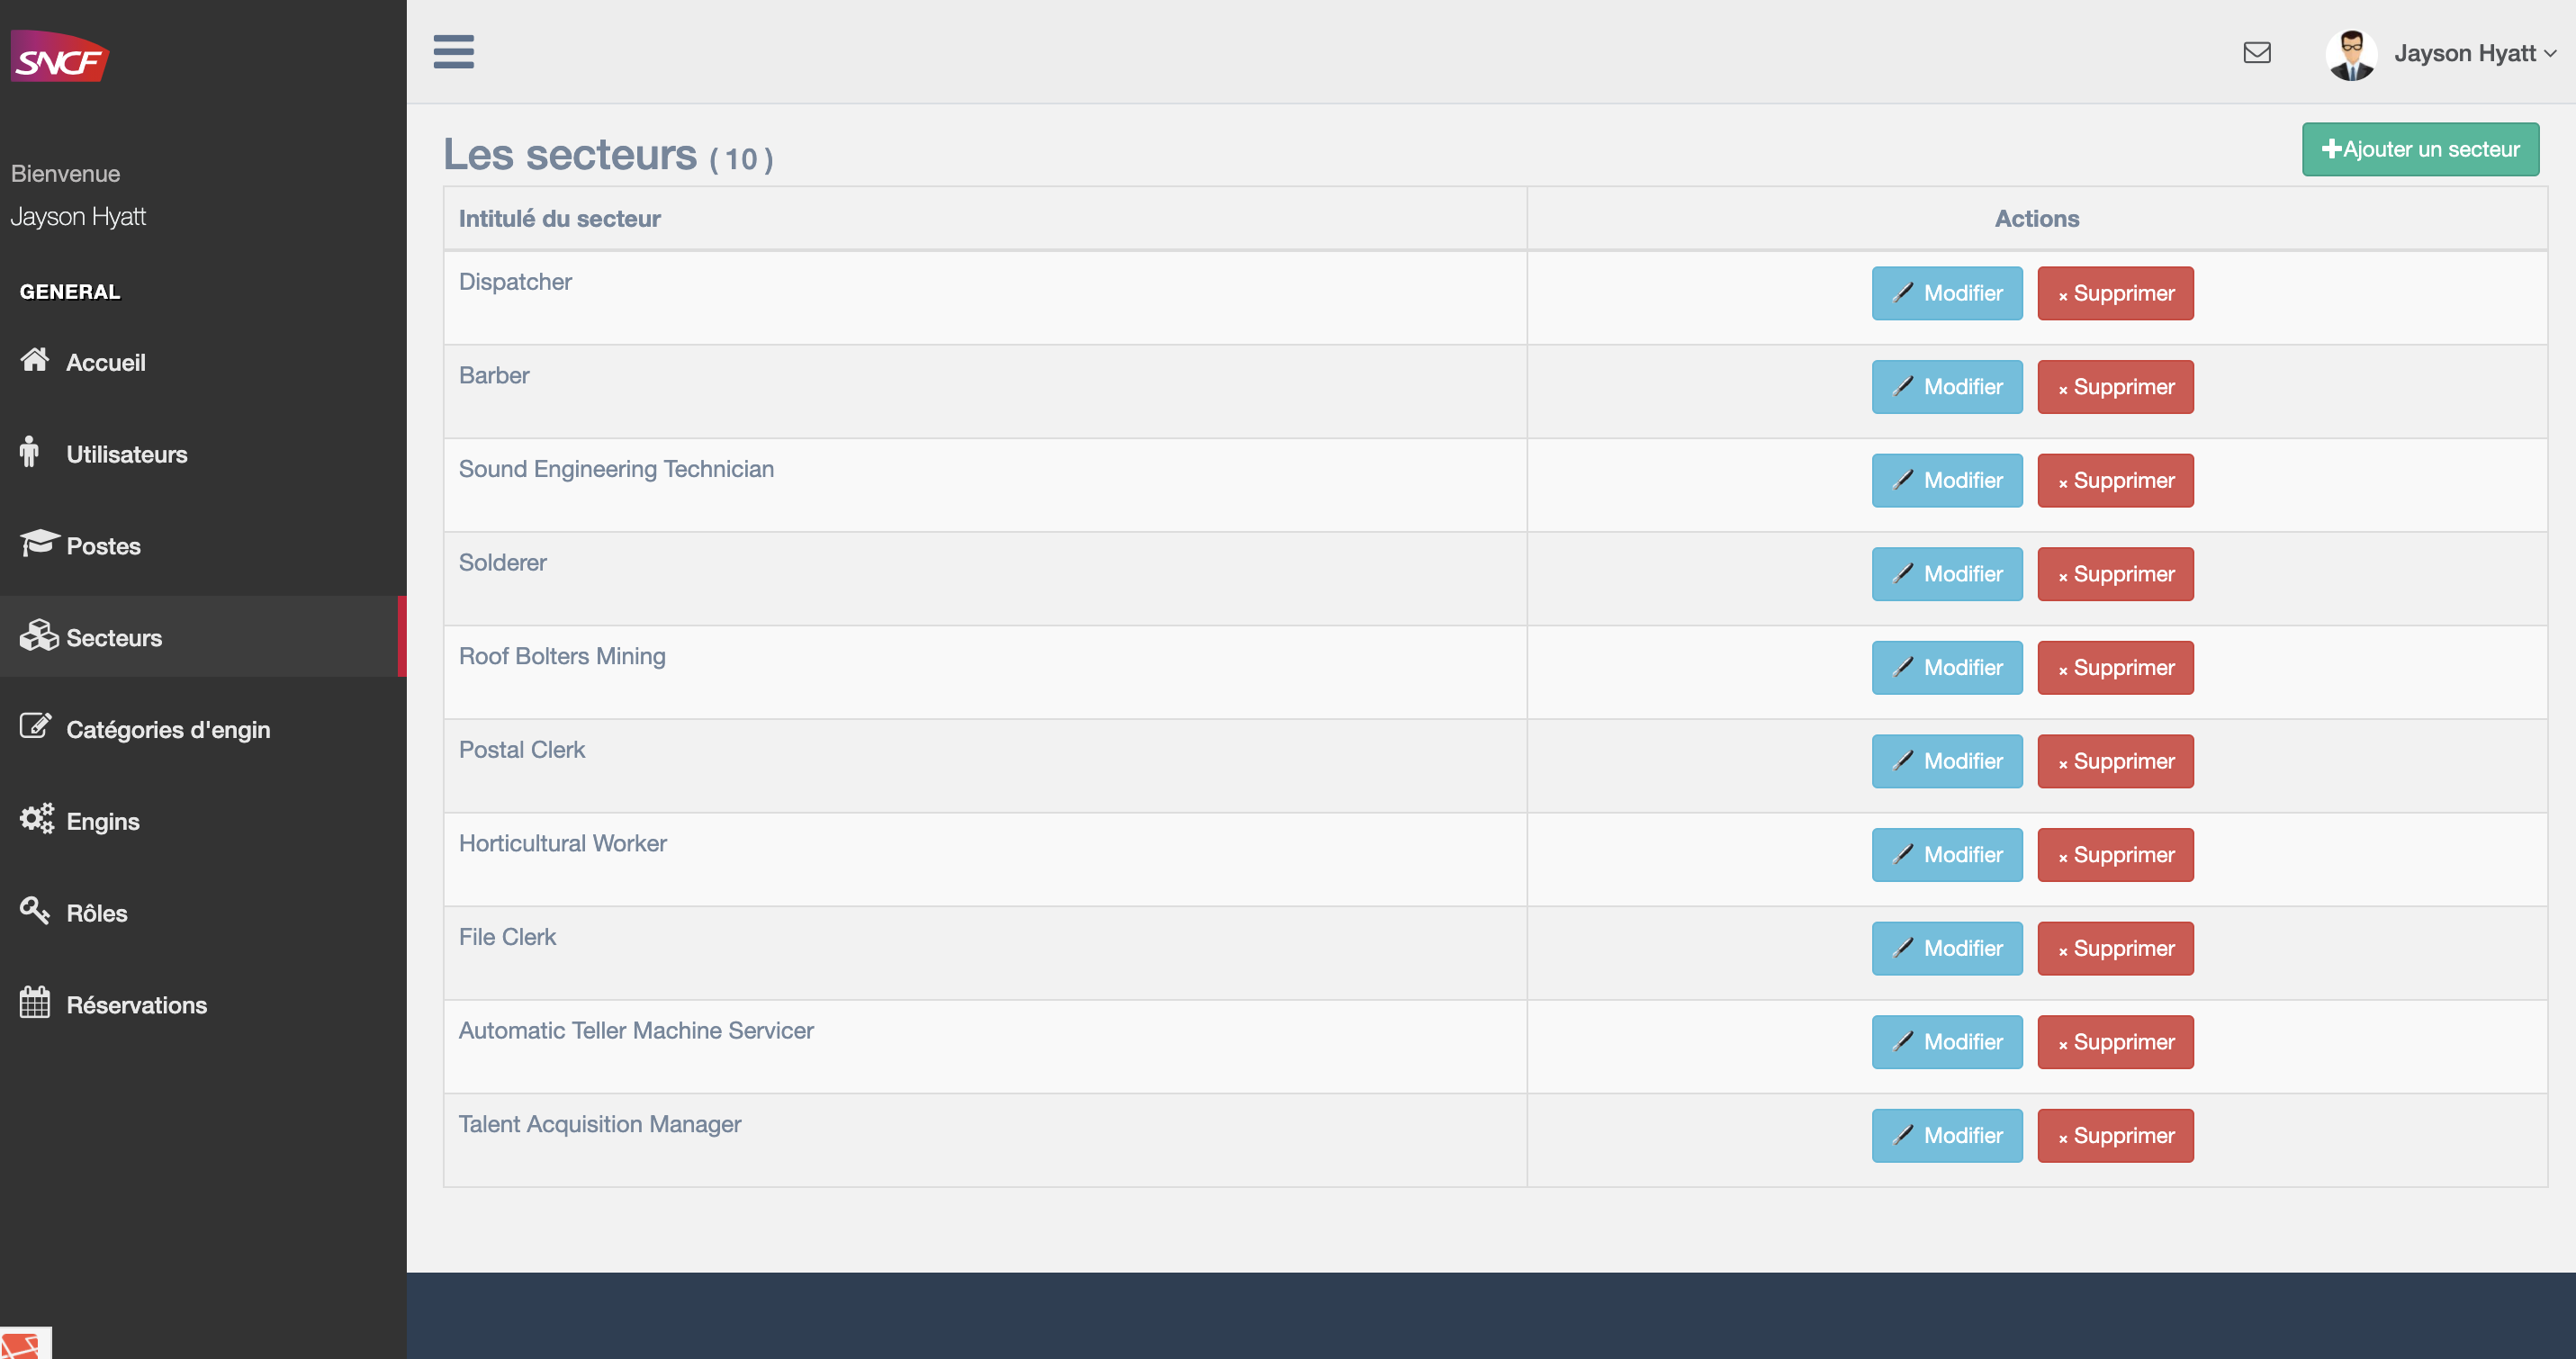 SNCF
Bienvenue
Jayson Hyatt
GENERAL
Accueil
Utilisateurs
Postes
Secteurs
Catégories d'engin
Engins
Rôles
Réservations
Jayson Hyatt
Les secteurs ( 10 )
Ajouter un secteur
Intitulé du secteur Actions
Dispatcher Modifier × Supprimer
Barber Modifier × Supprimer
Sound Engineering Technician Modifier × Supprimer
Solderer Modifier × Supprimer
Roof Bolters Mining Modifier × Supprimer
Postal Clerk Modifier × Supprimer
Horticultural Worker Modifier × Supprimer
File Clerk Modifier × Supprimer
Automatic Teller Machine Servicer Modifier × Supprimer
Talent Acquisition Manager Modifier × Supprimer